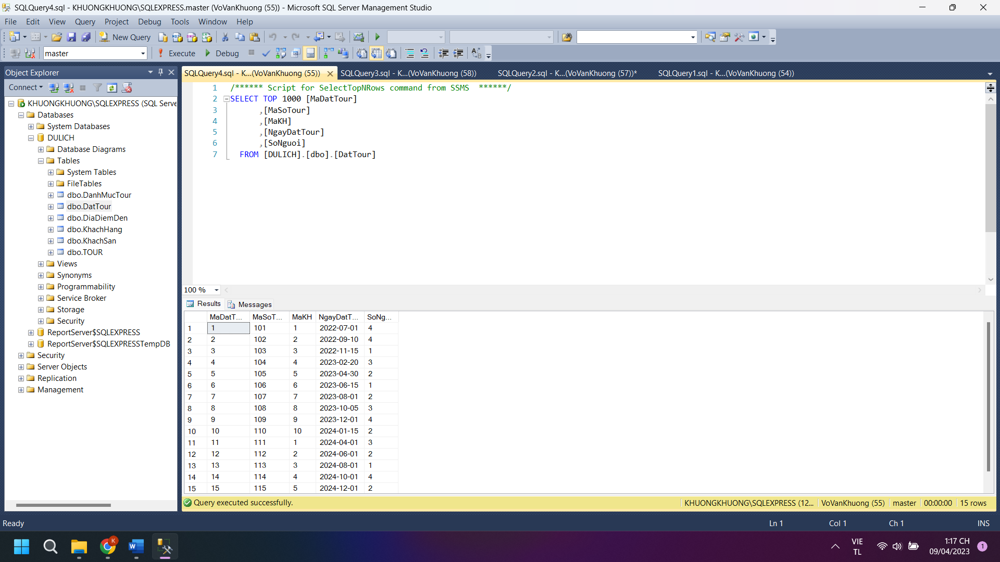 SQLQuery4.sql - KHUONGKHUONG\SQLEXPRESS.master (VoVanKhuong (55)) - Microsoft SQL Server Management Studio
File Edit View Query Project Debug Tools Window Help
New Query
master Execute Debug
Object Explorer
Connect
KHUONGKHUONG\SQLEXPRESS (SQL Serve
Databases
System Databases
DULICH
Database Diagrams
Tables
System Tables
FileTables
dbo.DanhMucTour
dbo.DatTour
dbo.DiaDiemDen
dbo.KhachHang
dbo.KhachSan
dbo.TOUR
Views
Synonyms
Programmability
Service Broker
Storage
Security
ReportServer$SQLEXPRESS
ReportServer$SQLEXPRESSTempDB
Security
Server Objects
Replication
Management
SQLQuery4.sql - K...(VoVanKhuong (55)) SQLQuery3.sql - K...(VoVanKhuong (58)) SQLQuery2.sql - K...(VoVanKhuong (57))* SQLQuery1.sql - K...(VoVanKhuong (54))
1 /****** Script for SelectTopNRows command from SSMS ******/
2 SELECT TOP 1000 [MaDatTour]
3 ,[MaSoTour]
4 ,[MaKH]
5 ,[NgayDatTour]
6 ,[SoNguoi]
7 FROM [DULICH].[dbo].[DatTour]
100 %
Results Messages
MaDatT... MaSoT... MaKH NgayDatT... SoNg...
1 1 101 1 2022-07-01 4
2 2 102 2 2022-09-10 4
3 3 103 3 2022-11-15 1
4 4 104 4 2023-02-20 3
5 5 105 5 2023-04-30 2
6 6 106 6 2023-06-15 1
7 7 107 7 2023-08-01 2
8 8 108 8 2023-10-05 3
9 9 109 9 2023-12-01 4
10 10 110 10 2024-01-15 2
11 11 111 1 2024-04-01 3
12 12 112 2 2024-06-01 2
13 13 113 3 2024-08-01 1
14 14 114 4 2024-10-01 4
15 15 115 5 2024-12-01 2
Query executed successfully. KHUONGKHUONG\SQLEXPRESS (12... VoVanKhuong (55) master 00:00:00 15 rows
Ready Ln 1 Col 1 Ch 1 INS
K
VIE
TL
1:17 CH
09/04/2023
1